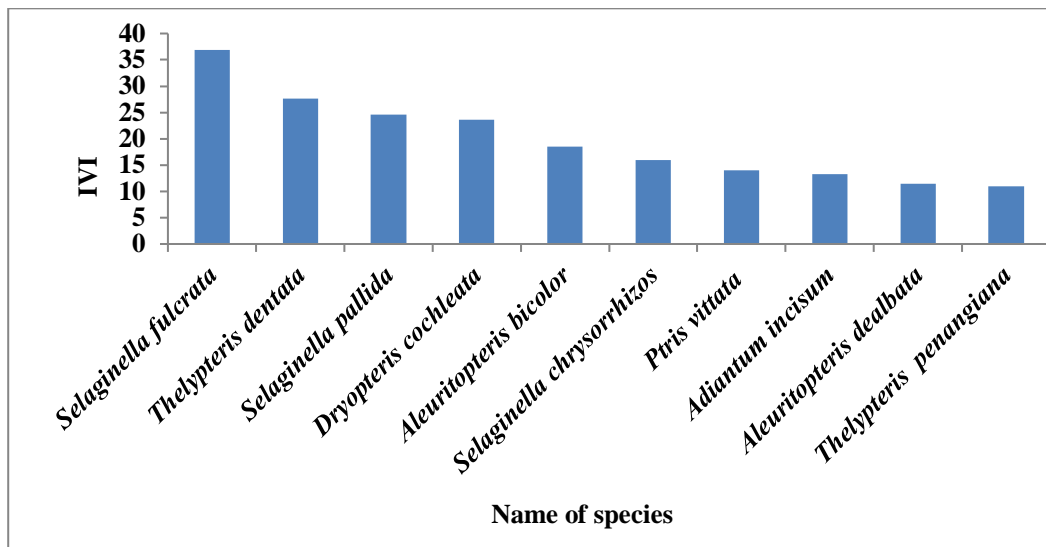 40
35
30
25
20
15
10
5
0
IVI
Selaginella fulcrata
Thelypteris dentata
Selaginella pallida
Dryopteris cochleata
Aleuritopteris bicolor
Selaginella chrysorrhizos
Ptris vittata
Adiantum incisum
Aleuritopteris dealbata
Thelypteris penangiana
Name of species